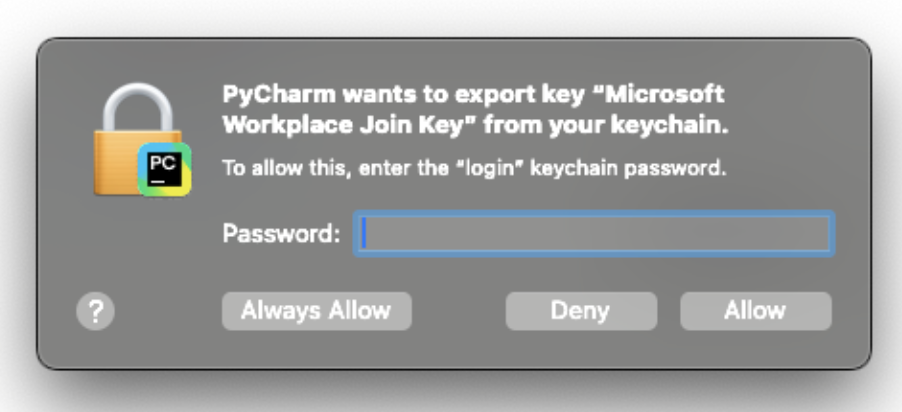 PyCharm wants to export key “Microsoft
Workplace Join Key” from your keychain.
To allow this, enter the “login” keychain password.
PC
Password:
?
Always Allow
Deny
Allow